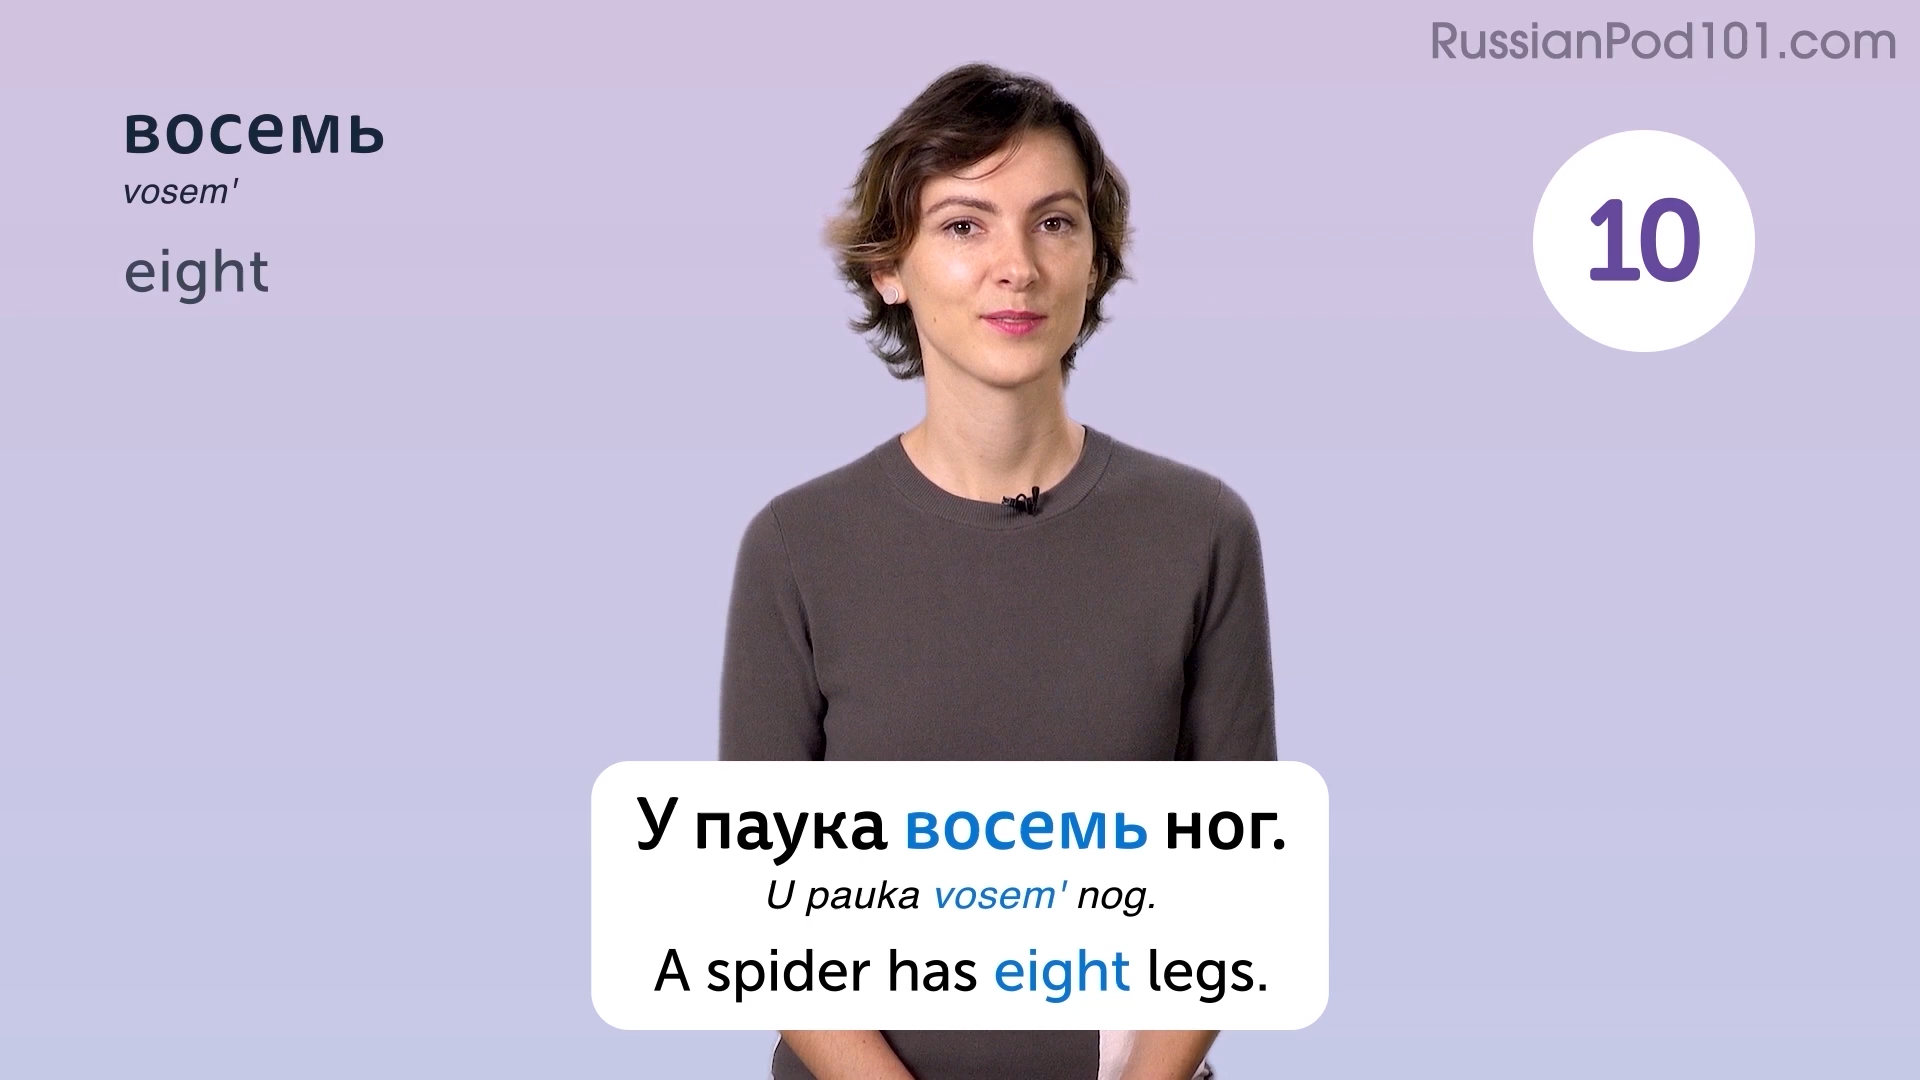 RussianPod101.com
восемь
vosem'
eight
10
У паука восемь ног.
U pauka vosem' nog.
A spider has eight legs.